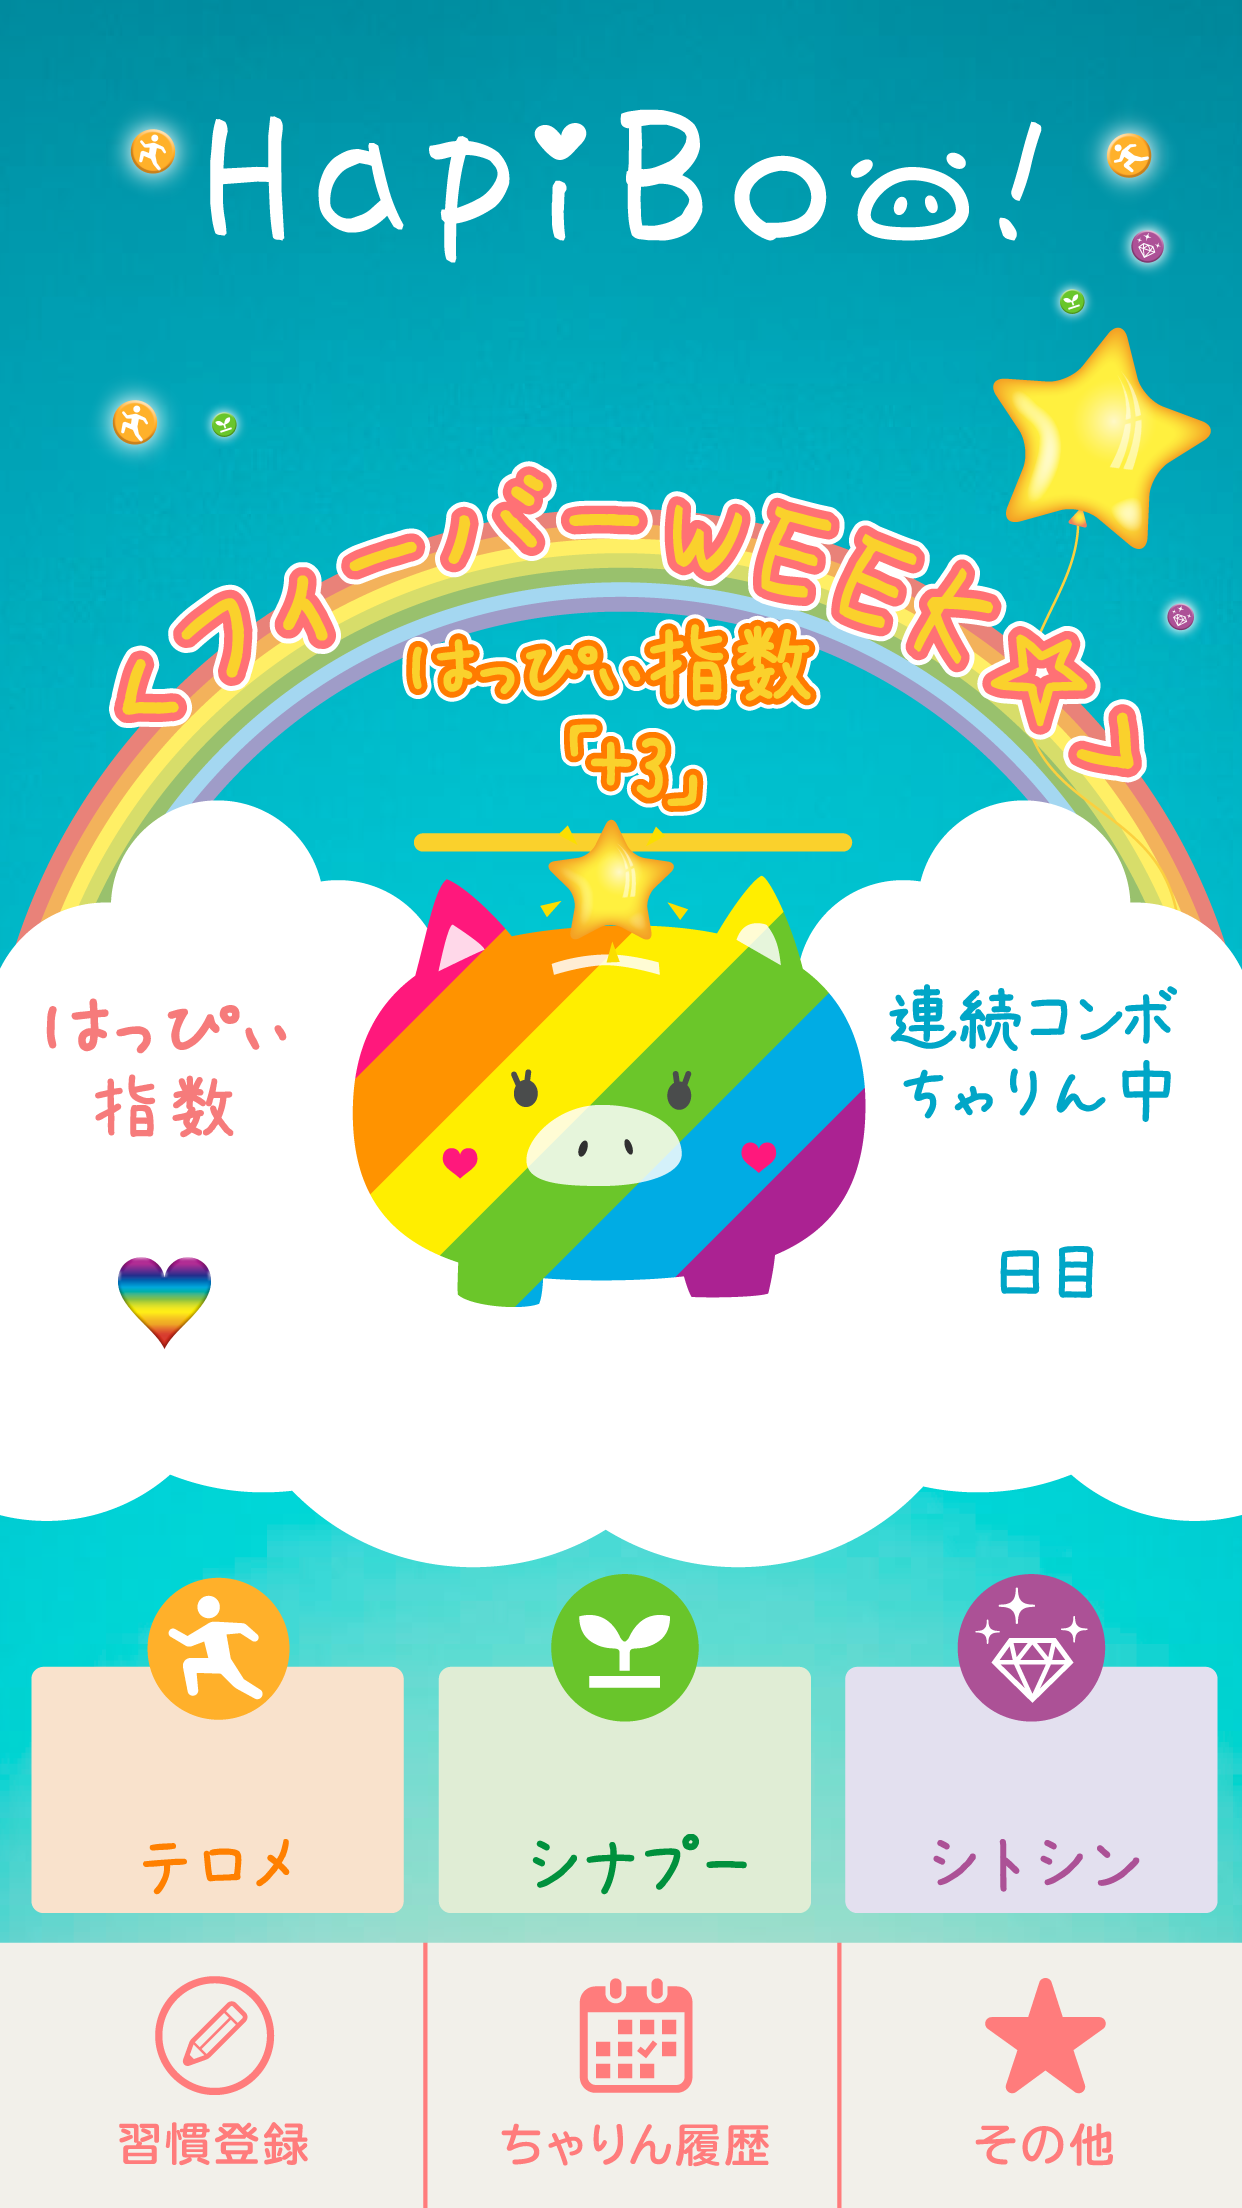 HapiBoo!
<フィーバーWEEK☆>
はっぴぃ指数
「+3」
はっぴぃ
指数
連続コンボ
ちゃりん中
日目
テロメ
シナプー
シトシン
習慣登録
ちゃりん履歴
その他